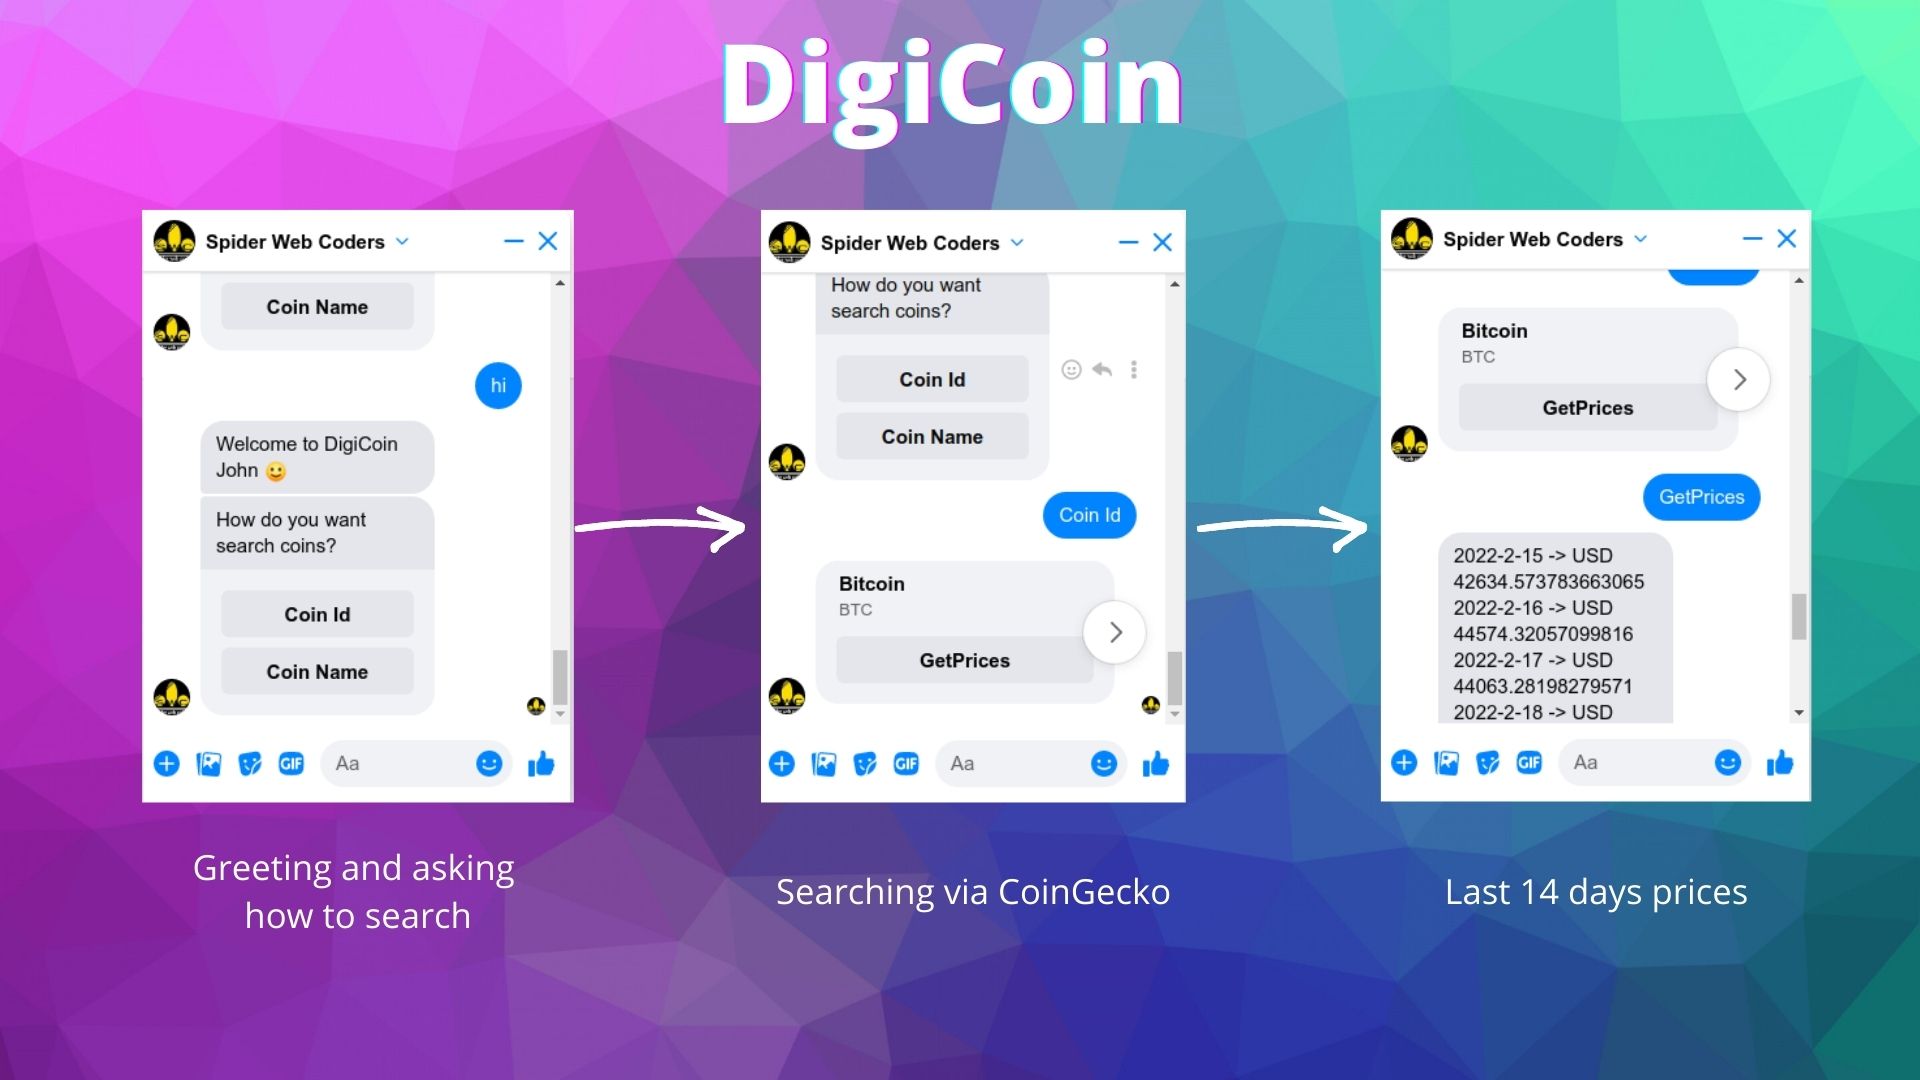 DigiCoin
Spider Web Coders
Coin Name
hi
Welcome to DigiCoin
John
How do you want
search coins?
Coin Id
Coin Name
GIF
Aa
Greeting and asking
how to search
Spider Web Coders
How do you want
search coins?
Coin Id
Coin Name
Coin Id
Bitcoin
BTC
GetPrices
GIF
Aa
Searching via CoinGecko
Spider Web Coders
Bitcoin
BTC
GetPrices
GetPrices
2022-2-15 -> USD
42634.573783663065
2022-2-16 -> USD
44574.32057099816
2022-2-17 -> USD
44063.28198279571
2022-2-18 -> USD
GIF
Aa
Last 14 days prices